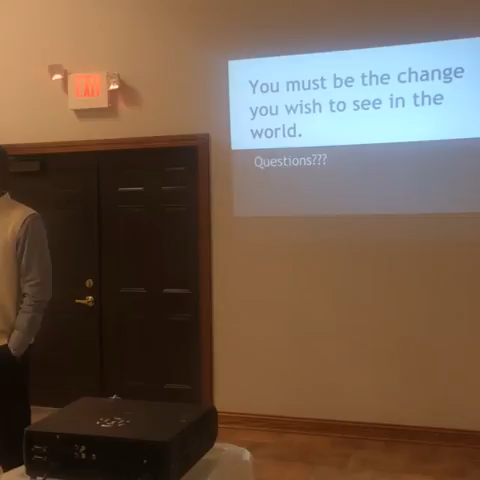 EXIT
You must be the change
you wish to see in the
world.
Questions???